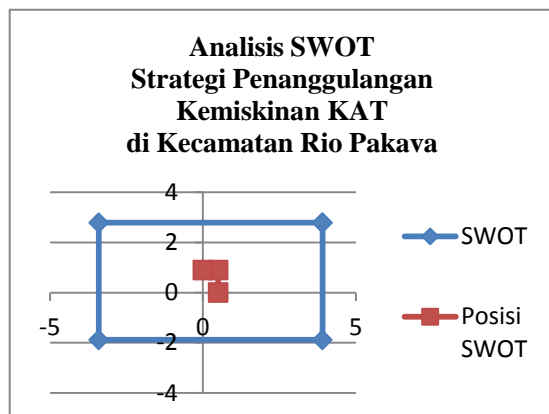 Analisis SWOT
Strategi Penanggulangan
Kemiskinan KAT
di Kecamatan Rio Pakava
4
2
0
-2
-4
-5
0
5
SWOT
Posisi
SWOT